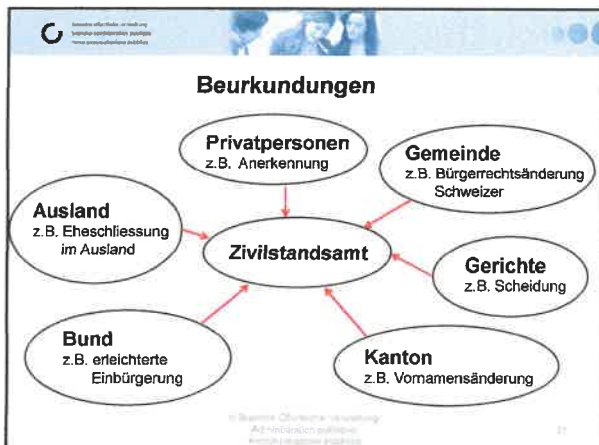 Beurkundungen
Privatpersonen
z.B. Anerkennung
Gemeinde
z.B. Bürgerrechtsänderung
Schweizer
Ausland
z.B. Eheschliessung
im Ausland
Zivilstandsamt
Gerichte
z.B. Scheidung
Bund
z.B. erleichterte
Einbürgerung
Kanton
z.B. Vornamensänderung